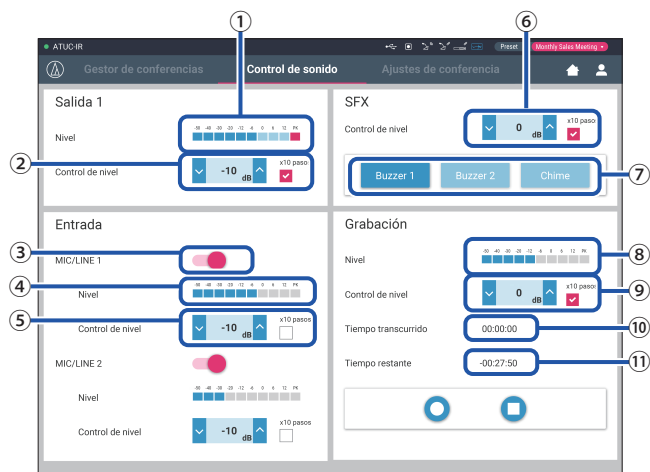 ① ⑥
ATUC-IR Preset Monthly Sales Meeting
Gestor de conferencias Control de sonido Ajustes de conferencia
Salida 1
Nivel
-50 -40 -30 -20 -12 -6 0 6 12 PK
②
Control de nivel -10 dB x10 paso
SFX
Control de nivel 0 dB x10 paso
Buzzer 1 Buzzer 2 Chime ⑦
Entrada
③
MIC/LINE 1
④
Nivel -50 -40 -30 -20 -12 -6 0 6 12 PK
⑤
Control de nivel -10 dB x10 pasos
MIC/LINE 2
Nivel -50 -40 -30 -20 -12 -6 0 6 12 PK
Control de nivel -10 dB x10 pasos
Grabación
Nivel -50 -40 -30 -20 -12 -6 0 6 12 PK ⑧
Control de nivel 0 dB x10 pasos ⑨
Tiempo transcurrido 00:00:00 ⑩
Tiempo restante -00:27:50 ⑪